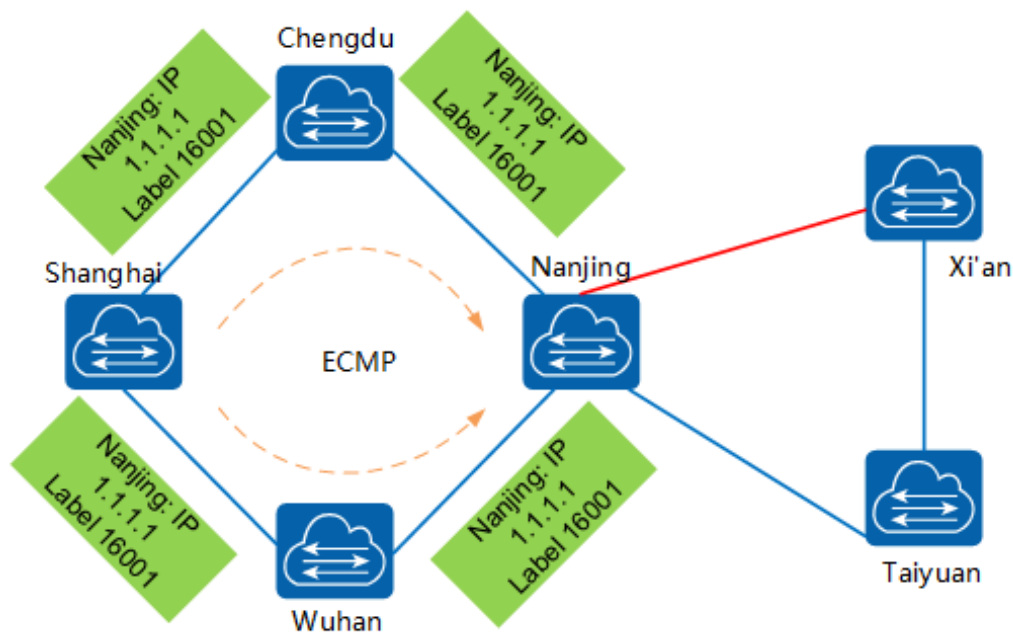 Chengdu
Nanjing: IP
1.1.1.1
Label 16001
Nanjing: IP
1.1.1.1
Label 16001
Shanghai
Nanjing
Xi'an
ECMP
Nanjing: IP
1.1.1.1
Label 16001
Nanjing: IP
1.1.1.1
Label 16001
Wuhan
Taiyuan